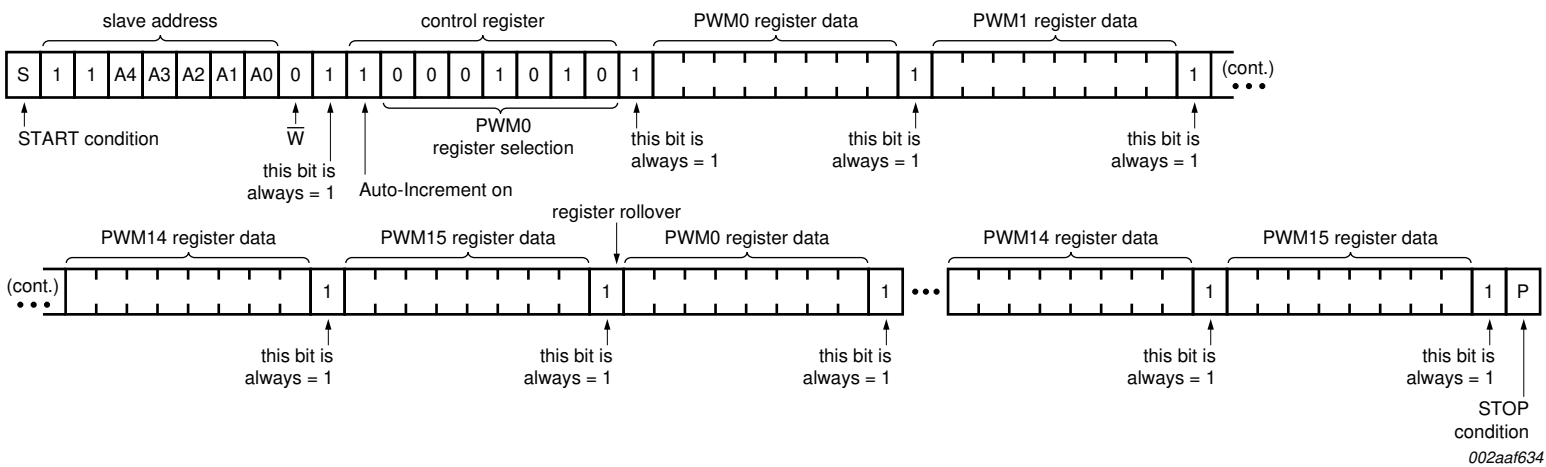 slave address control register PWM0 register data PWM1 register data
S 1 1 A4 A3 A2 A1 A0 0 1 1 0 0 0 1 0 1 0 1 1 1 (cont.)
START condition W PWM0 this bit is this bit is this bit is
register selection always = 1 always = 1 always = 1
this bit is
always = 1 Auto-Increment on
register rollover
PWM14 register data PWM15 register data PWM0 register data PWM14 register data PWM15 register data
(cont.) 1 1 1 1 1 P
this bit is this bit is this bit is this bit is this bit is
always = 1 always = 1 always = 1 always = 1 always = 1
STOP
condition
002aaf634